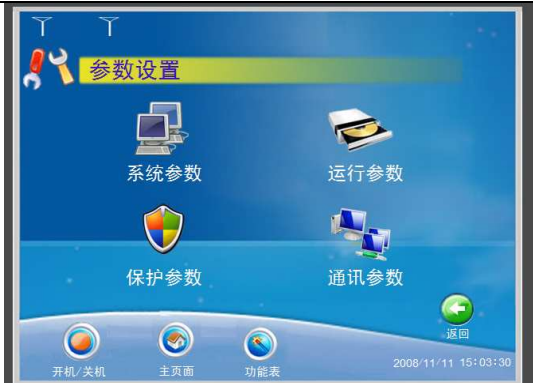 参数设置
系统参数
运行参数
保护参数
通讯参数
返回
开机/关机
主页面
功能表
2008/11/11 15:03:30